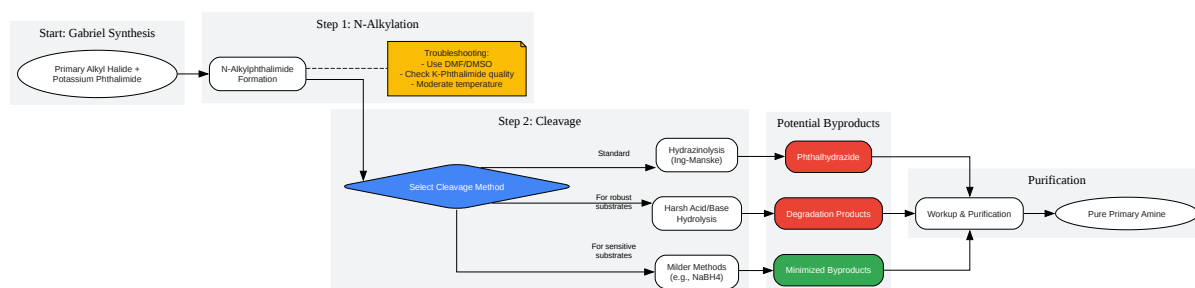 Start: Gabriel Synthesis
Primary Alkyl Halide +
Potassium Phthalimide
Step 1: N-Alkylation
N-Alkylphthalimide
Formation
Troubleshooting:
- Use DMF/DMSO
- Check K-Phthalimide quality
- Moderate temperature
Step 2: Cleavage
Select Cleavage Method
Standard
Hydrazinolysis
(Ing-Manske)
For robust
substrates
Harsh Acid/Base
Hydrolysis
For sensitive
substrates
Milder Methods
(e.g., NaBH4)
Potential Byproducts
Phthalhydrazide
Degradation Products
Minimized Byproducts
Purification
Workup & Purification
Pure Primary Amine